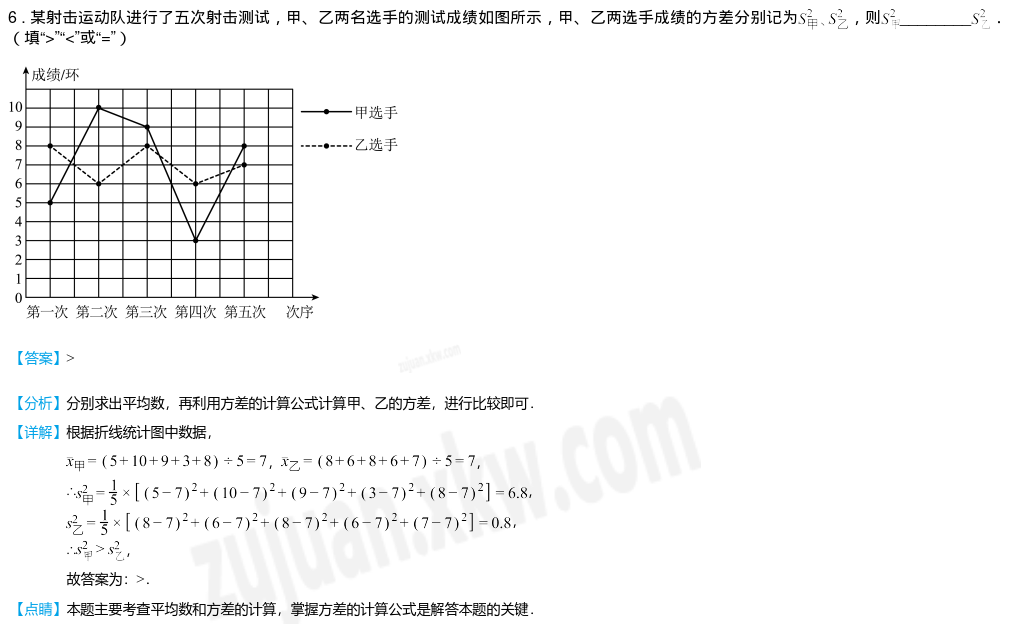 6．某射击运动队进行了五次射击测试，甲、乙两名选手的测试成绩如图所示，甲、乙两选手成绩的方差分别记为S²甲、S²乙，则S²甲_________S²乙．
（填“>”“<”或“=”）
成绩/环
10
9
8
7
6
5
4
3
2
1
0
甲选手
乙选手
第一次 第二次 第三次 第四次 第五次 次序
【答案】>
【分析】分别求出平均数，再利用方差的计算公式计算甲、乙的方差，进行比较即可．
【详解】根据折线统计图中数据，
x̄甲=(5+10+9+3+8)÷5=7，x̄乙=(8+6+8+6+7)÷5=7，
∴s²甲=1/5×[(5−7)²+(10−7)²+(9−7)²+(3−7)²+(8−7)²]=6.8，
s²乙=1/5×[(8−7)²+(6−7)²+(8−7)²+(6−7)²+(7−7)²]=0.8，
∴s²甲>s²乙，
故答案为：>．
【点睛】本题主要考查平均数和方差的计算，掌握方差的计算公式是解答本题的关键．
zujuan.xkw.com
zujuan.xkw.com